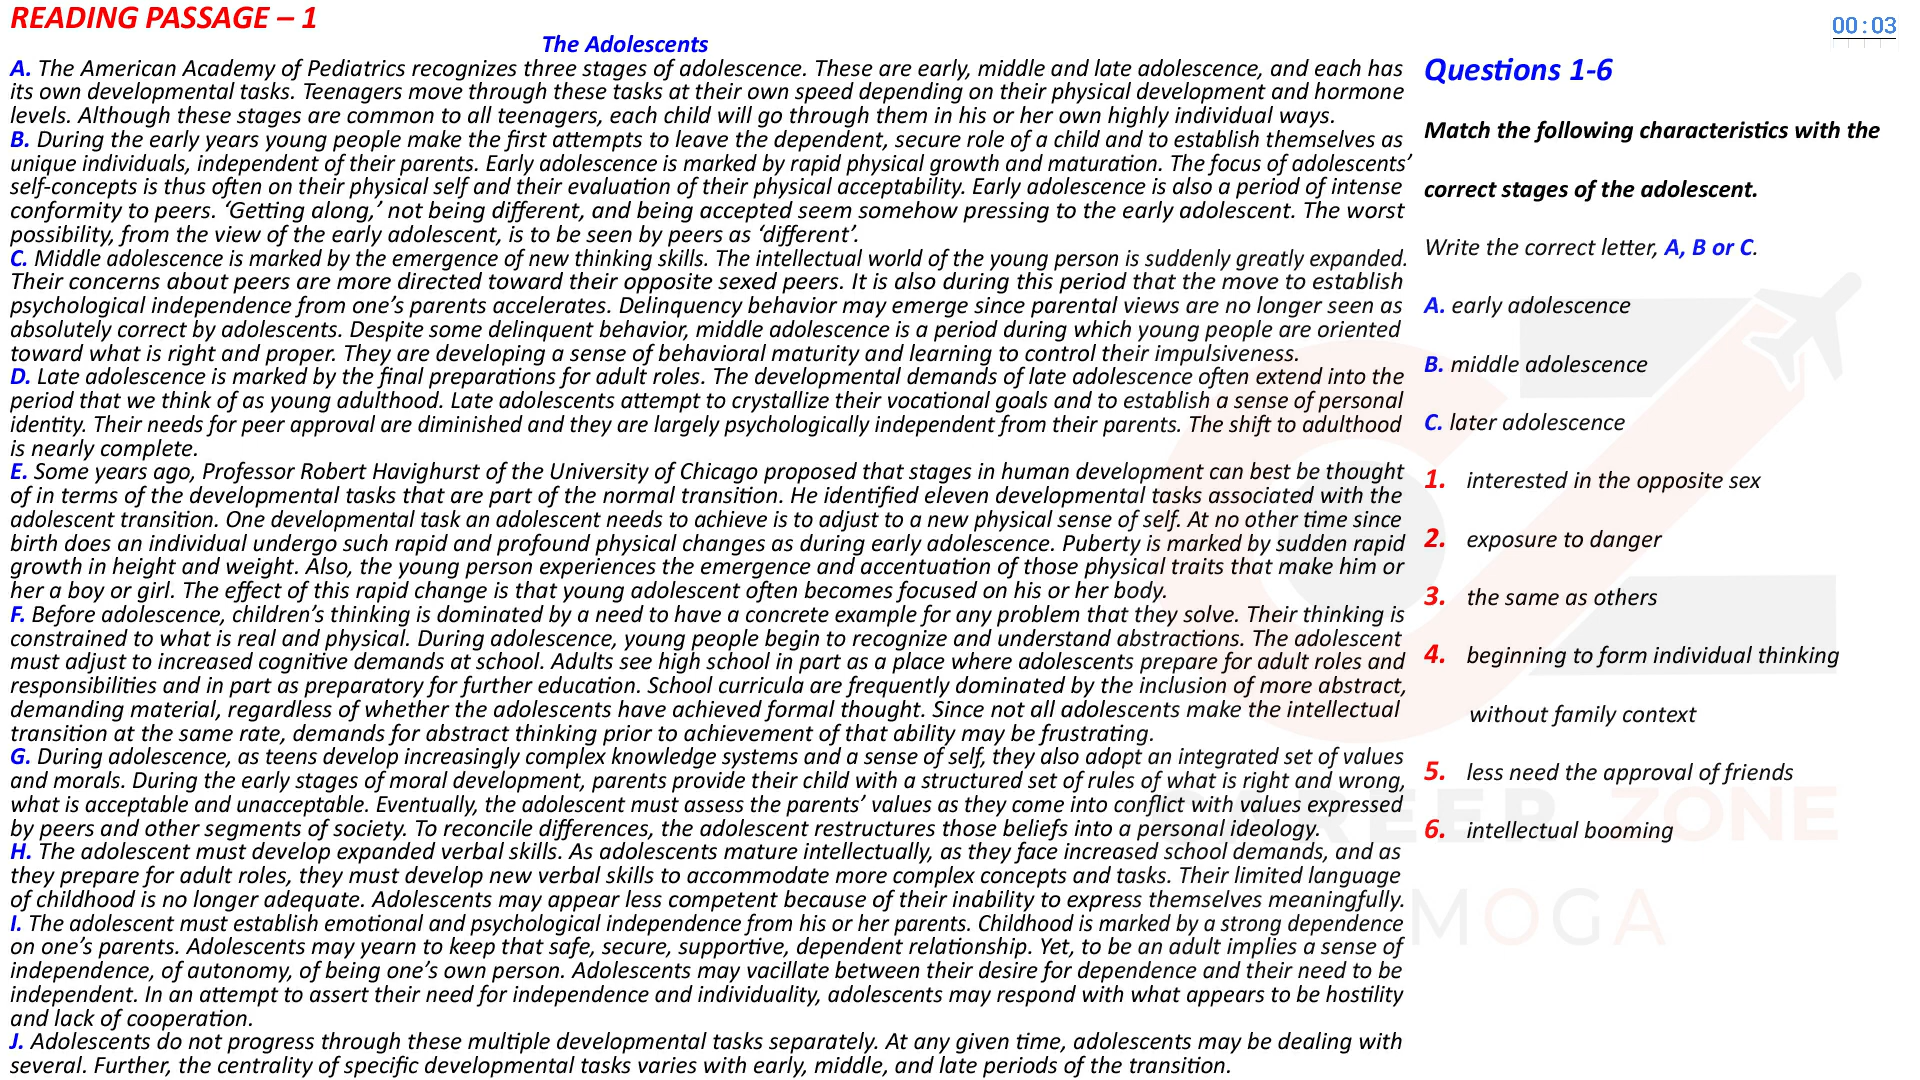 READING PASSAGE – 1
00:03
The Adolescents
A. The American Academy of Pediatrics recognizes three stages of adolescence. These are early, middle and late adolescence, and each has
its own developmental tasks. Teenagers move through these tasks at their own speed depending on their physical development and hormone
levels. Although these stages are common to all teenagers, each child will go through them in his or her own highly individual ways.
B. During the early years young people make the first attempts to leave the dependent, secure role of a child and to establish themselves as
unique individuals, independent of their parents. Early adolescence is marked by rapid physical growth and maturation. The focus of adolescents’
self-concepts is thus often on their physical self and their evaluation of their physical acceptability. Early adolescence is also a period of intense
conformity to peers. ‘Getting along,’ not being different, and being accepted seem somehow pressing to the early adolescent. The worst
possibility, from the view of the early adolescent, is to be seen by peers as ‘different’.
C. Middle adolescence is marked by the emergence of new thinking skills. The intellectual world of the young person is suddenly greatly expanded.
Their concerns about peers are more directed toward their opposite sexed peers. It is also during this period that the move to establish
psychological independence from one’s parents accelerates. Delinquency behavior may emerge since parental views are no longer seen as
absolutely correct by adolescents. Despite some delinquent behavior, middle adolescence is a period during which young people are oriented
toward what is right and proper. They are developing a sense of behavioral maturity and learning to control their impulsiveness.
D. Late adolescence is marked by the final preparations for adult roles. The developmental demands of late adolescence often extend into the
period that we think of as young adulthood. Late adolescents attempt to crystallize their vocational goals and to establish a sense of personal
identity. Their needs for peer approval are diminished and they are largely psychologically independent from their parents. The shift to adulthood
is nearly complete.
E. Some years ago, Professor Robert Havighurst of the University of Chicago proposed that stages in human development can best be thought
of in terms of the developmental tasks that are part of the normal transition. He identified eleven developmental tasks associated with the
adolescent transition. One developmental task an adolescent needs to achieve is to adjust to a new physical sense of self. At no other time since
birth does an individual undergo such rapid and profound physical changes as during early adolescence. Puberty is marked by sudden rapid
growth in height and weight. Also, the young person experiences the emergence and accentuation of those physical traits that make him or
her a boy or girl. The effect of this rapid change is that young adolescent often becomes focused on his or her body.
F. Before adolescence, children’s thinking is dominated by a need to have a concrete example for any problem that they solve. Their thinking is
constrained to what is real and physical. During adolescence, young people begin to recognize and understand abstractions. The adolescent
must adjust to increased cognitive demands at school. Adults see high school in part as a place where adolescents prepare for adult roles and
responsibilities and in part as preparatory for further education. School curricula are frequently dominated by the inclusion of more abstract,
demanding material, regardless of whether the adolescents have achieved formal thought. Since not all adolescents make the intellectual
transition at the same rate, demands for abstract thinking prior to achievement of that ability may be frustrating.
G. During adolescence, as teens develop increasingly complex knowledge systems and a sense of self, they also adopt an integrated set of values
and morals. During the early stages of moral development, parents provide their child with a structured set of rules of what is right and wrong,
what is acceptable and unacceptable. Eventually, the adolescent must assess the parents’ values as they come into conflict with values expressed
by peers and other segments of society. To reconcile differences, the adolescent restructures those beliefs into a personal ideology.
H. The adolescent must develop expanded verbal skills. As adolescents mature intellectually, as they face increased school demands, and as
they prepare for adult roles, they must develop new verbal skills to accommodate more complex concepts and tasks. Their limited language
of childhood is no longer adequate. Adolescents may appear less competent because of their inability to express themselves meaningfully.
I. The adolescent must establish emotional and psychological independence from his or her parents. Childhood is marked by a strong dependence
on one’s parents. Adolescents may yearn to keep that safe, secure, supportive, dependent relationship. Yet, to be an adult implies a sense of
independence, of autonomy, of being one’s own person. Adolescents may vacillate between their desire for dependence and their need to be
independent. In an attempt to assert their need for independence and individuality, adolescents may respond with what appears to be hostility
and lack of cooperation.
J. Adolescents do not progress through these multiple developmental tasks separately. At any given time, adolescents may be dealing with
several. Further, the centrality of specific developmental tasks varies with early, middle, and late periods of the transition.
Questions 1-6
Match the following characteristics with the
correct stages of the adolescent.
Write the correct letter, A, B or C.
A. early adolescence
B. middle adolescence
C. later adolescence
1. interested in the opposite sex
2. exposure to danger
3. the same as others
4. beginning to form individual thinking
without family context
5. less need the approval of friends
6. intellectual booming
CAREER ZONE
MOGA